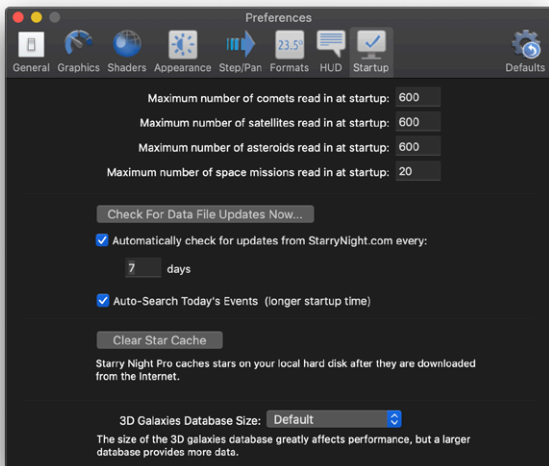 Preferences
General Graphics Shaders Appearance Step/Pan Formats HUD Startup Defaults
23.5°
Maximum number of comets read in at startup: 600
Maximum number of satellites read in at startup: 600
Maximum number of asteroids read in at startup: 600
Maximum number of space missions read in at startup: 20
Check For Data File Updates Now...
Automatically check for updates from StarryNight.com every:
7 days
Auto-Search Today's Events (longer startup time)
Clear Star Cache
Starry Night Pro caches stars on your local hard disk after they are downloaded
from the Internet.
3D Galaxies Database Size: Default
The size of the 3D galaxies database greatly affects performance, but a larger
database provides more data.